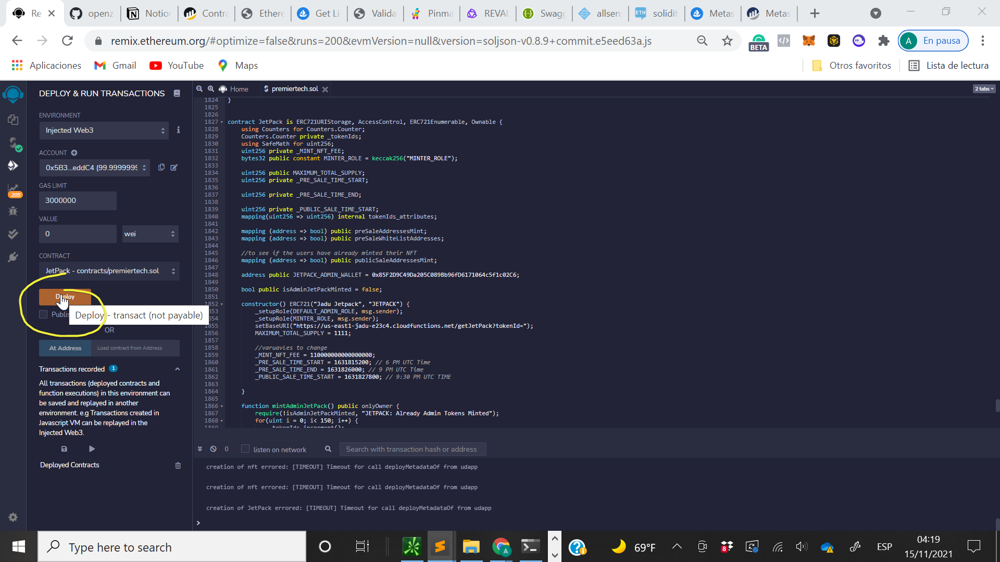 Re
openz
Notion
Contra
Ethere
Get Li
Valida
Pinma
REVAU
Swagg
allsen
solidit
Metas
Metas
remix.ethereum.org/#optimize=false&runs=200&evmVersion=null&version=soljson-v0.8.9+commit.e5eed63a.js
BETA
A
En pausa
Aplicaciones
Gmail
YouTube
Maps
Otros favoritos
Lista de lectura
DEPLOY & RUN TRANSACTIONS
Home
premiertech.sol
2 tabs
ENVIRONMENT
Injected Web3
ACCOUNT
0x5B3...eddC4 (99.9999999
GAS LIMIT
3000000
205
VALUE
0
wei
CONTRACT
JetPack - contracts/premiertech.sol
Deploy
Publis
Deploy - transact (not payable)
OR
At Address
Load contract from Address
Transactions recorded 1
All transactions (deployed contracts and
function executions) in this environment can
be saved and replayed in another
environment. e.g Transactions created in
Javascript VM can be replayed in the
Injected Web3.
Deployed Contracts
1824 }
1825
1826
1827 contract JetPack is ERC721URIStorage, AccessControl, ERC721Enumerable, Ownable {
1828 using Counters for Counters.Counter;
1829 Counters.Counter private _tokenIds;
1830 using SafeMath for uint256;
1831 uint256 private _MINT_NFT_FEE;
1832 bytes32 public constant MINTER_ROLE = keccak256("MINTER_ROLE");
1833
1834 uint256 public MAXIMUM_TOTAL_SUPPLY;
1835 uint256 private _PRE_SALE_TIME_START;
1836
1837 uint256 private _PRE_SALE_TIME_END;
1838
1839 uint256 private _PUBLIC_SALE_TIME_START;
1840 mapping(uint256 => uint256) internal tokenIds_attributes;
1841
1842 mapping (address => bool) public preSaleAddressesMint;
1843 mapping (address => bool) public preSaleWhiteListAddresses;
1844
1845 //to see if the users have already minted their NFT
1846 mapping (address => bool) public publicSaleAddressesMint;
1847
1848 address public JETPACK_ADMIN_WALLET = 0x85F2D9C49Da205C089Bb96fD6171064c5f1c02C6;
1849
1850 bool public isAdminJetPackMinted = false;
1851
1852 constructor() ERC721("Jadu Jetpack", "JETPACK") {
353 _setupRole(DEFAULT_ADMIN_ROLE, msg.sender);
354 _setupRole(MINTER_ROLE, msg.sender);
355 setBaseURI("https://us-east1-jadu-e23c4.cloudfunctions.net/getJetPack?tokenId=");
1856 MAXIMUM_TOTAL_SUPPLY = 1111;
1857
1858 //varuavles to change
1859 _MINT_NFT_FEE = 110000000000000000;
1860 _PRE_SALE_TIME_START = 1631815200; // 6 PM UTC Time
1861 _PRE_SALE_TIME_END = 1631826000; // 9 PM UTC Time
1862 _PUBLIC_SALE_TIME_START = 1631827800; // 9:30 PM UTC TIME
1863
1864 }
1865
1866 function mintAdminJetPack() public onlyOwner {
1867 require(!isAdminJetPackMinted, "JETPACK: Already Admin Tokens Minted");
1868 for(uint i = 0; i< 150; i++) {
1869 _tokenIds.increment();
0
listen on network
Search with transaction hash or address
creation of nft errored: [TIMEOUT] Timeout for call deployMetadataOf from udapp
creation of nft errored: [TIMEOUT] Timeout for call deployMetadataOf from udapp
creation of JetPack errored: [TIMEOUT] Timeout for call deployMetadataOf from udapp
>
Type here to search
69°F
8
ESP
04:19
15/11/2021